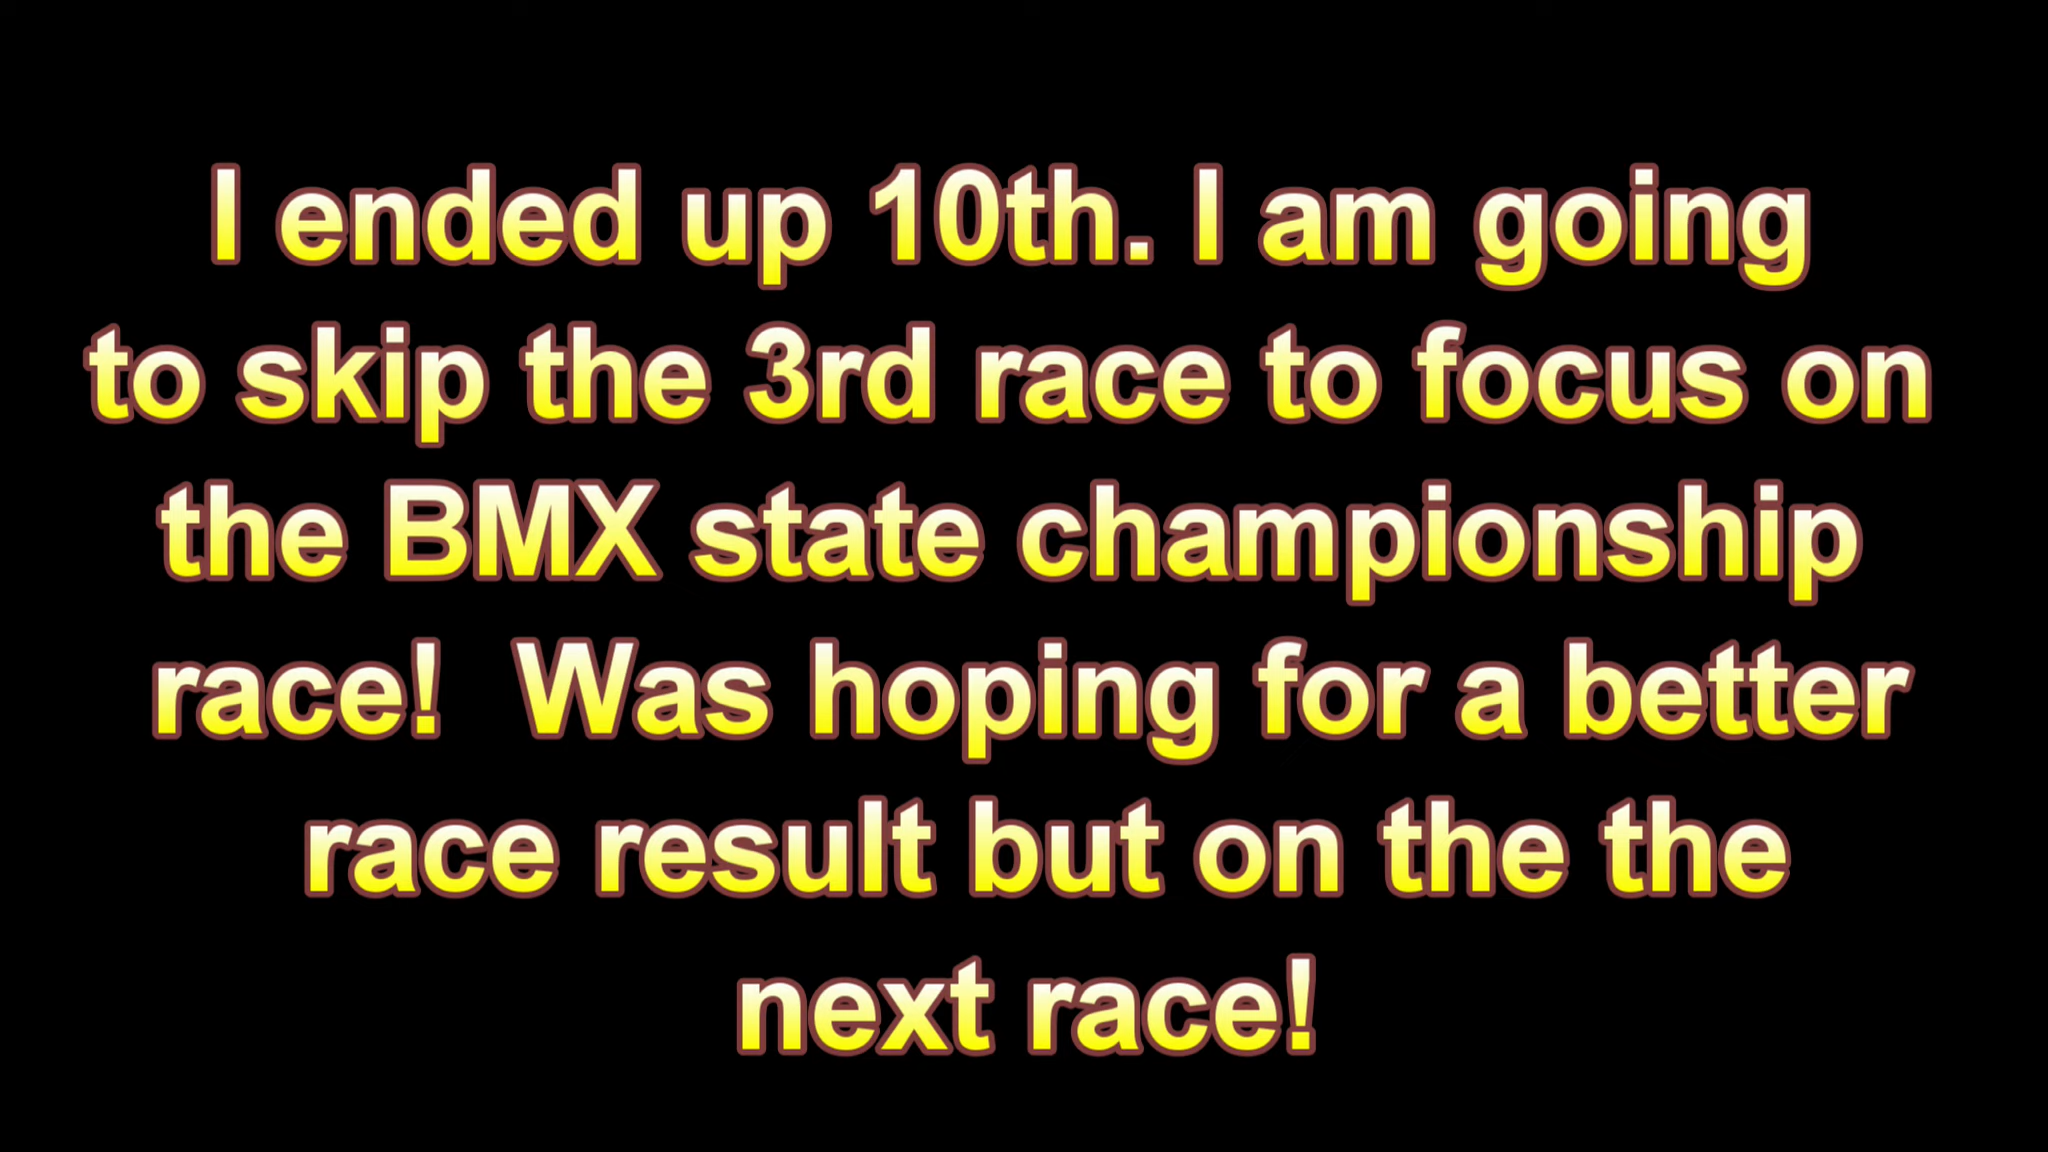 I ended up 10th. I am going
to skip the 3rd race to focus on
the BMX state championship
race!  Was hoping for a better
race result but on the the
next race!